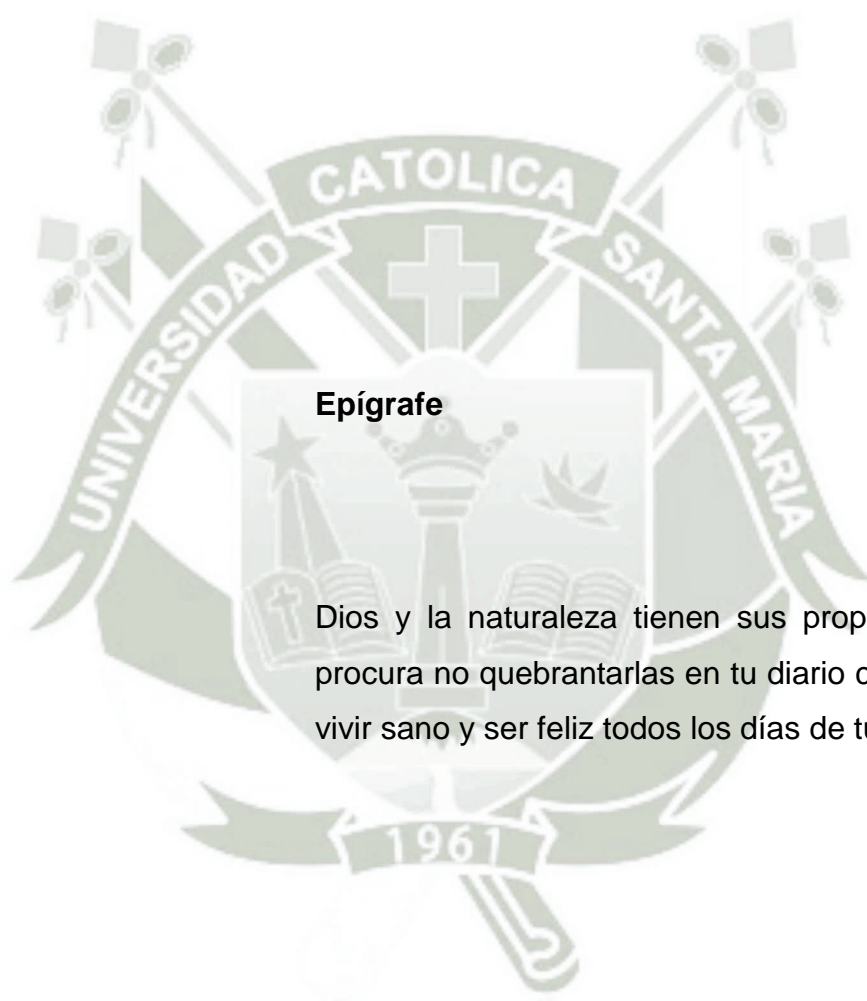 CATOLICA
UNIVERSIDAD
SANTA MARIA
Epígrafe
Dios y la naturaleza tienen sus
procura no quebrantarlas en tu diario
vivir sano y ser feliz todos los días de
1961